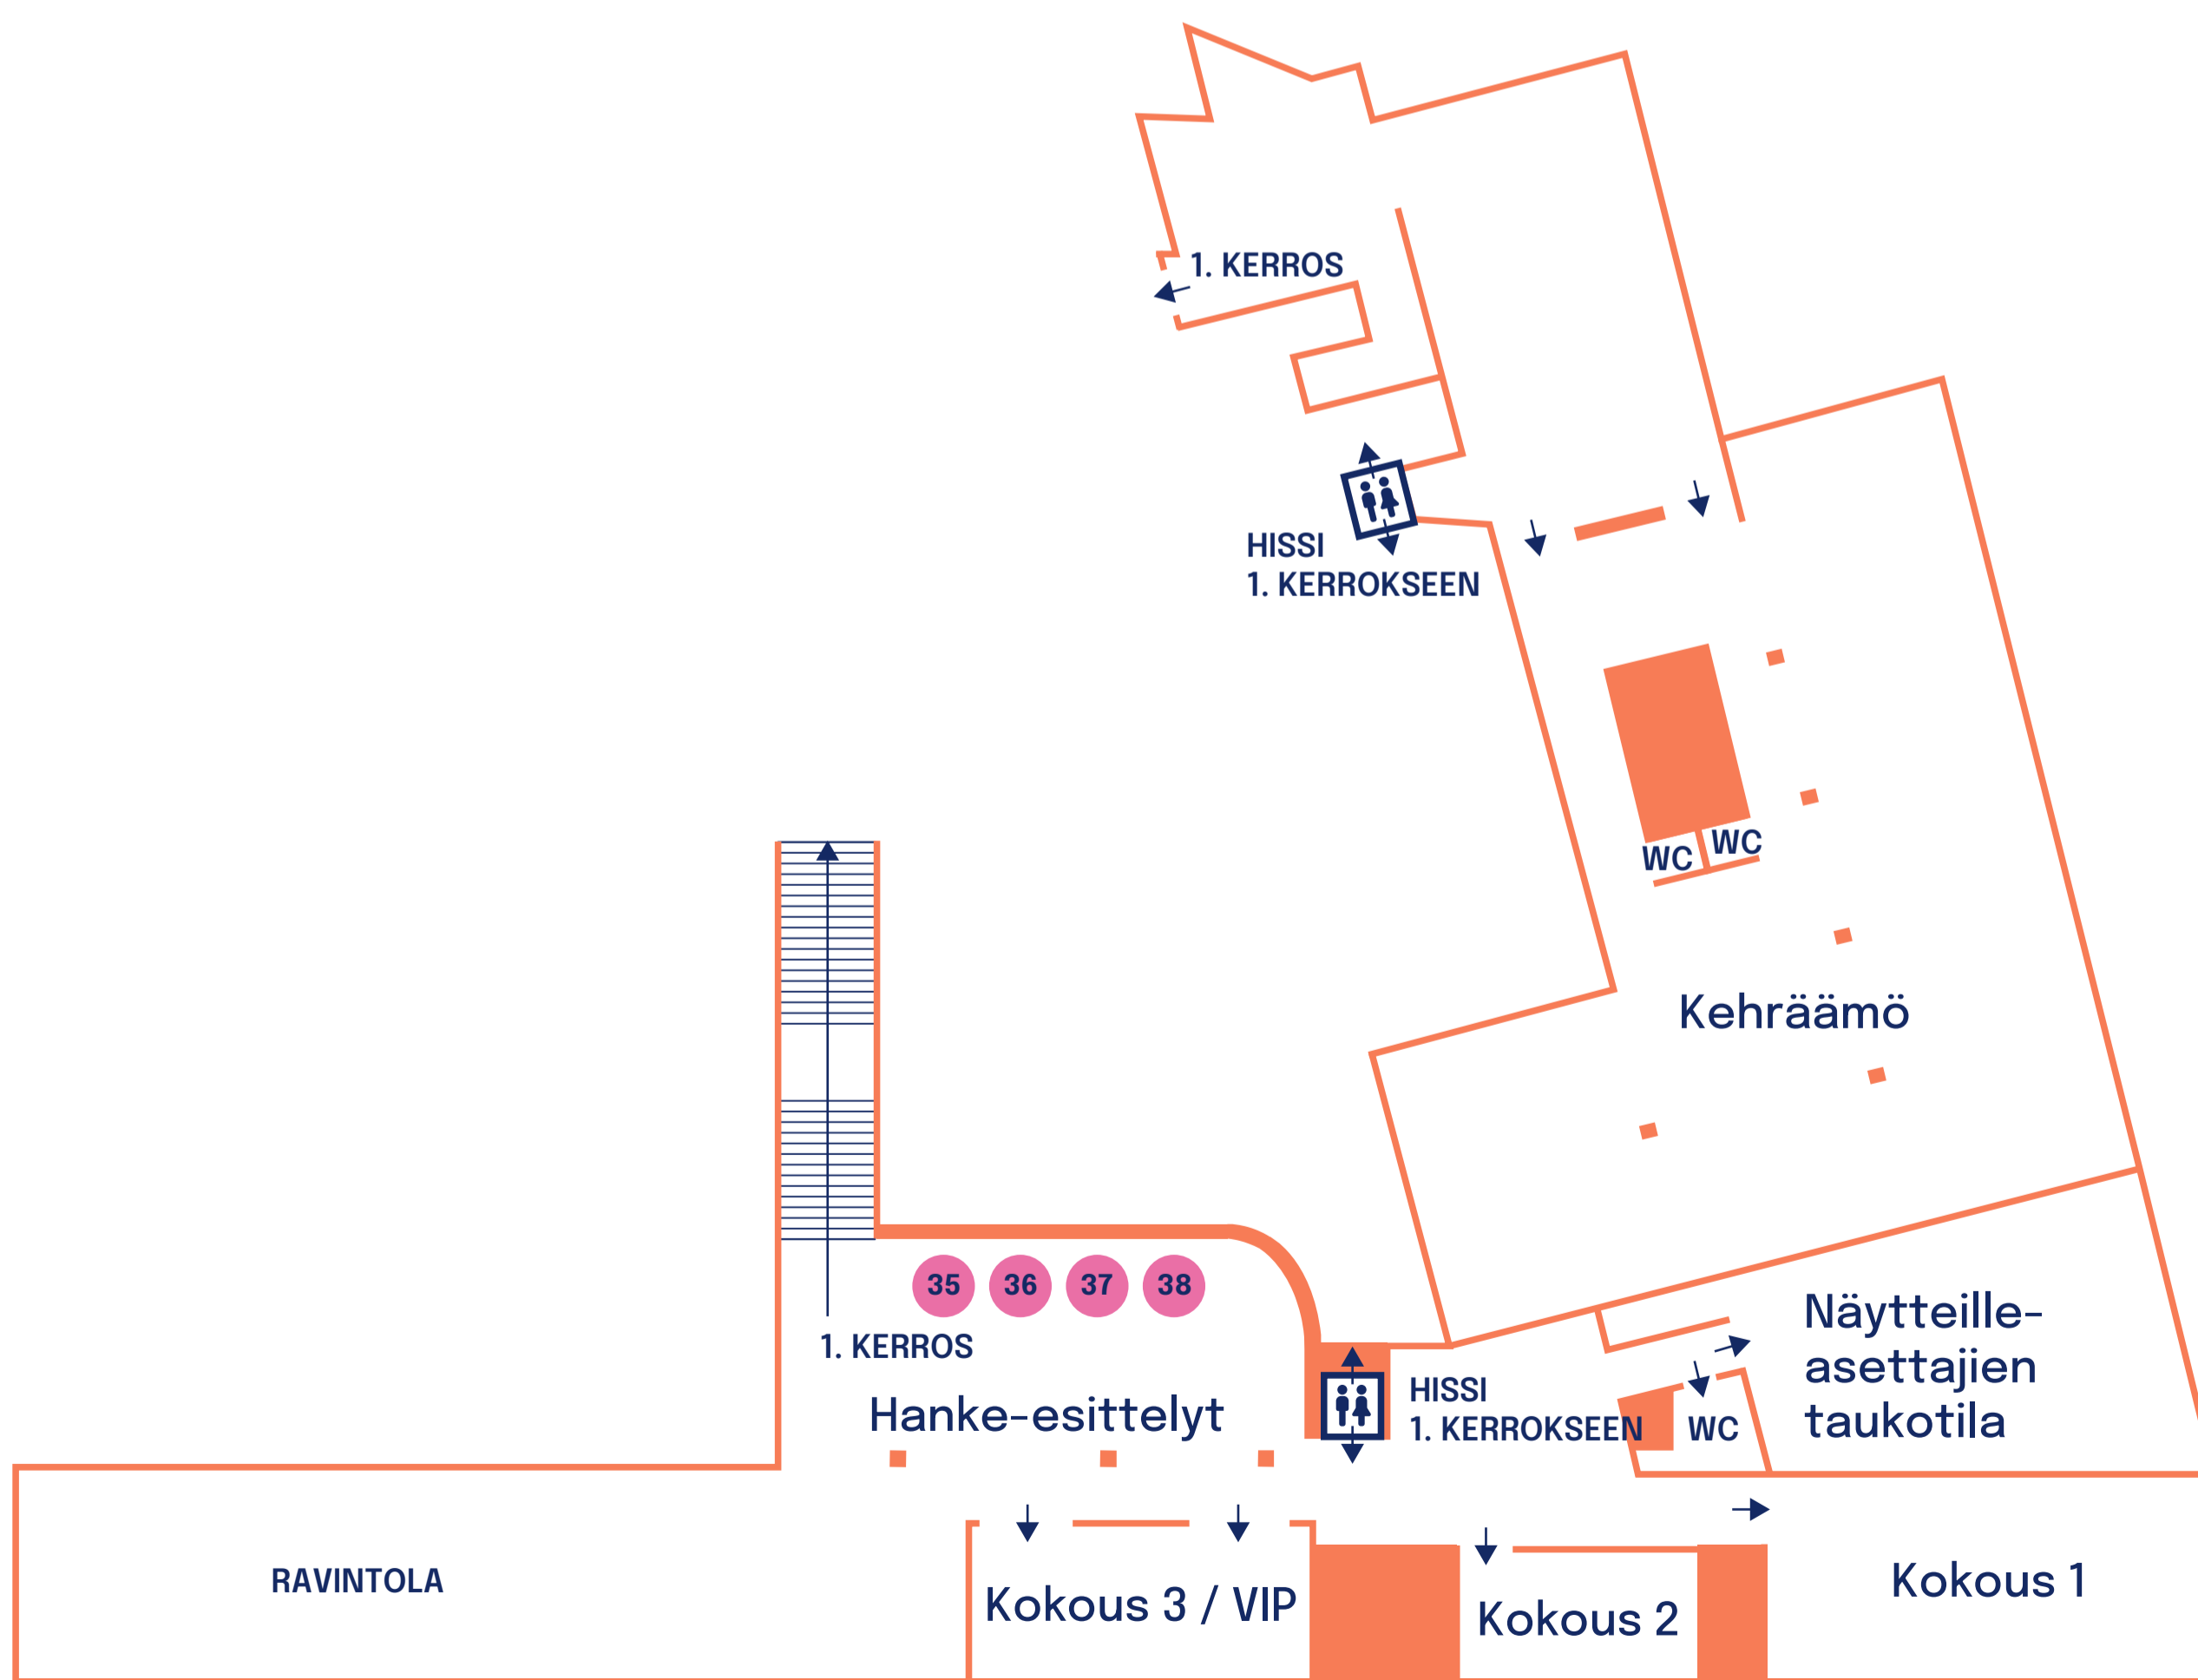 1. KERROS
HISSI
1. KERROKSEEN
WC
WC
Kehräämö
35
36
37
38
1. KERROS
Hanke-esittelyt
HISSI
1. KERROKSEEN
WC
Näytteille-
asettajien
taukotila
RAVINTOLA
Kokous 3 / VIP
Kokous 2
Kokous 1